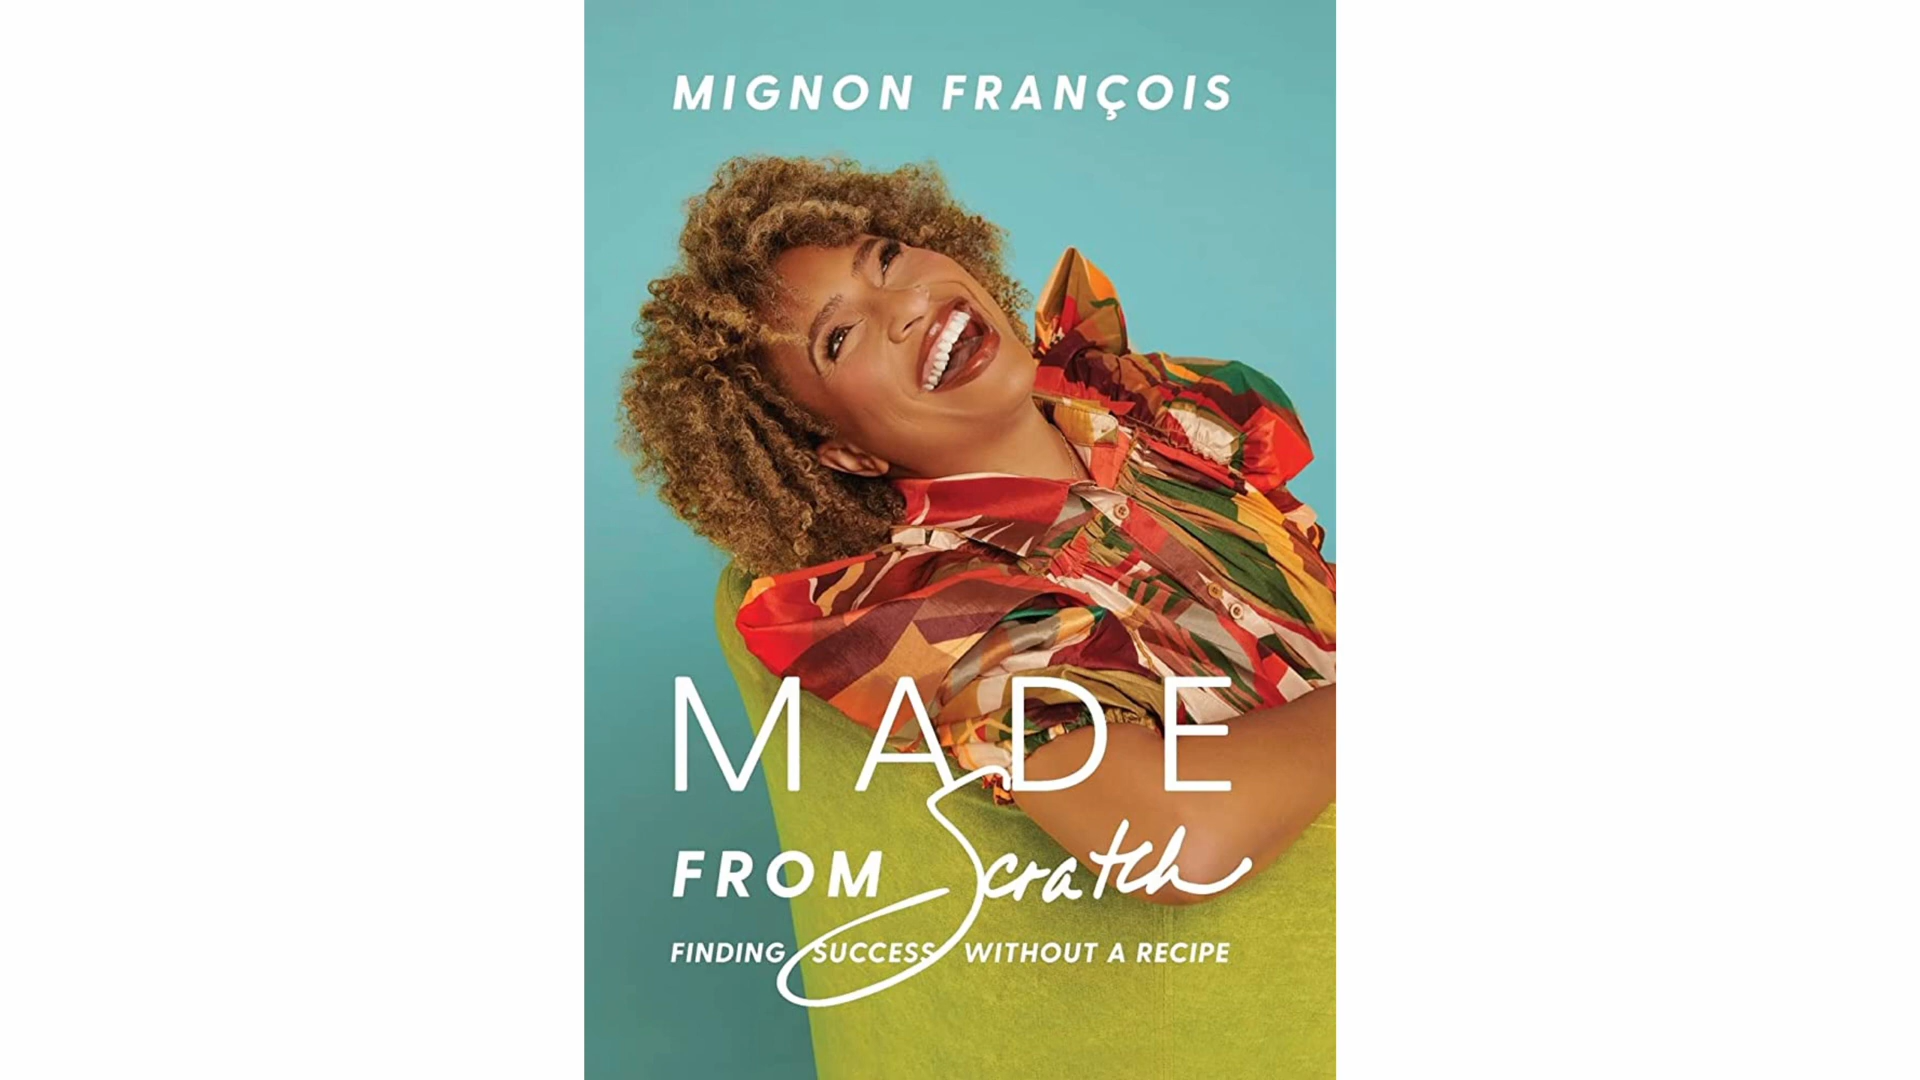 MIGNON FRANÇOIS
MADE
FROM Scratch
FINDING SUCCESS WITHOUT A RECIPE